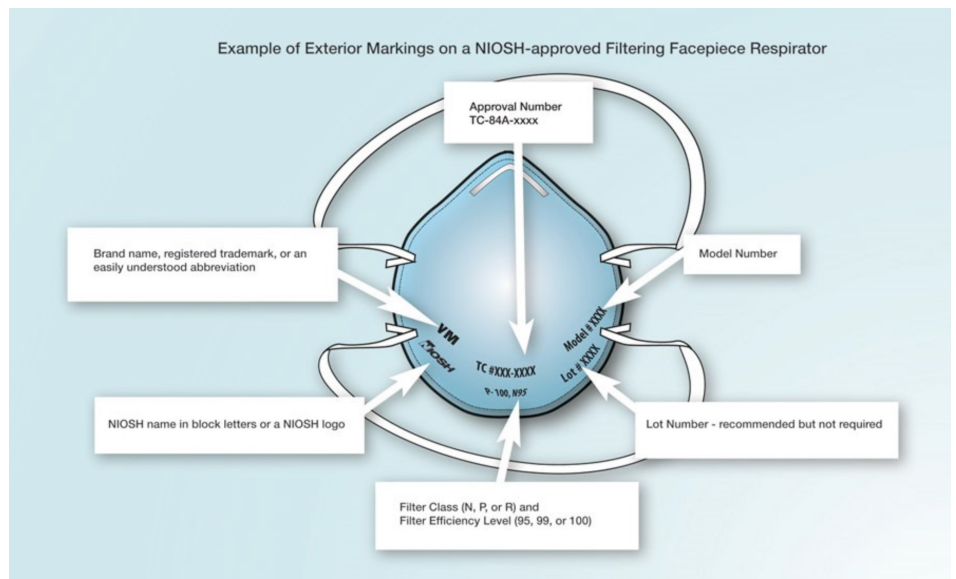 Example of Exterior Markings on a NIOSH-approved Filtering Facepiece Respirator
Approval Number
TC-84A-xxxx
Brand name, registered trademark, or an
easily understood abbreviation
Model Number
VM
NIOSH
TC #XXX-XXXX
P-100, N95
Model # XXXX
Lot # XXXX
NIOSH name in block letters or a NIOSH logo
Lot Number - recommended but not required
Filter Class (N, P, or R) and
Filter Efficiency Level (95, 99, or 100)